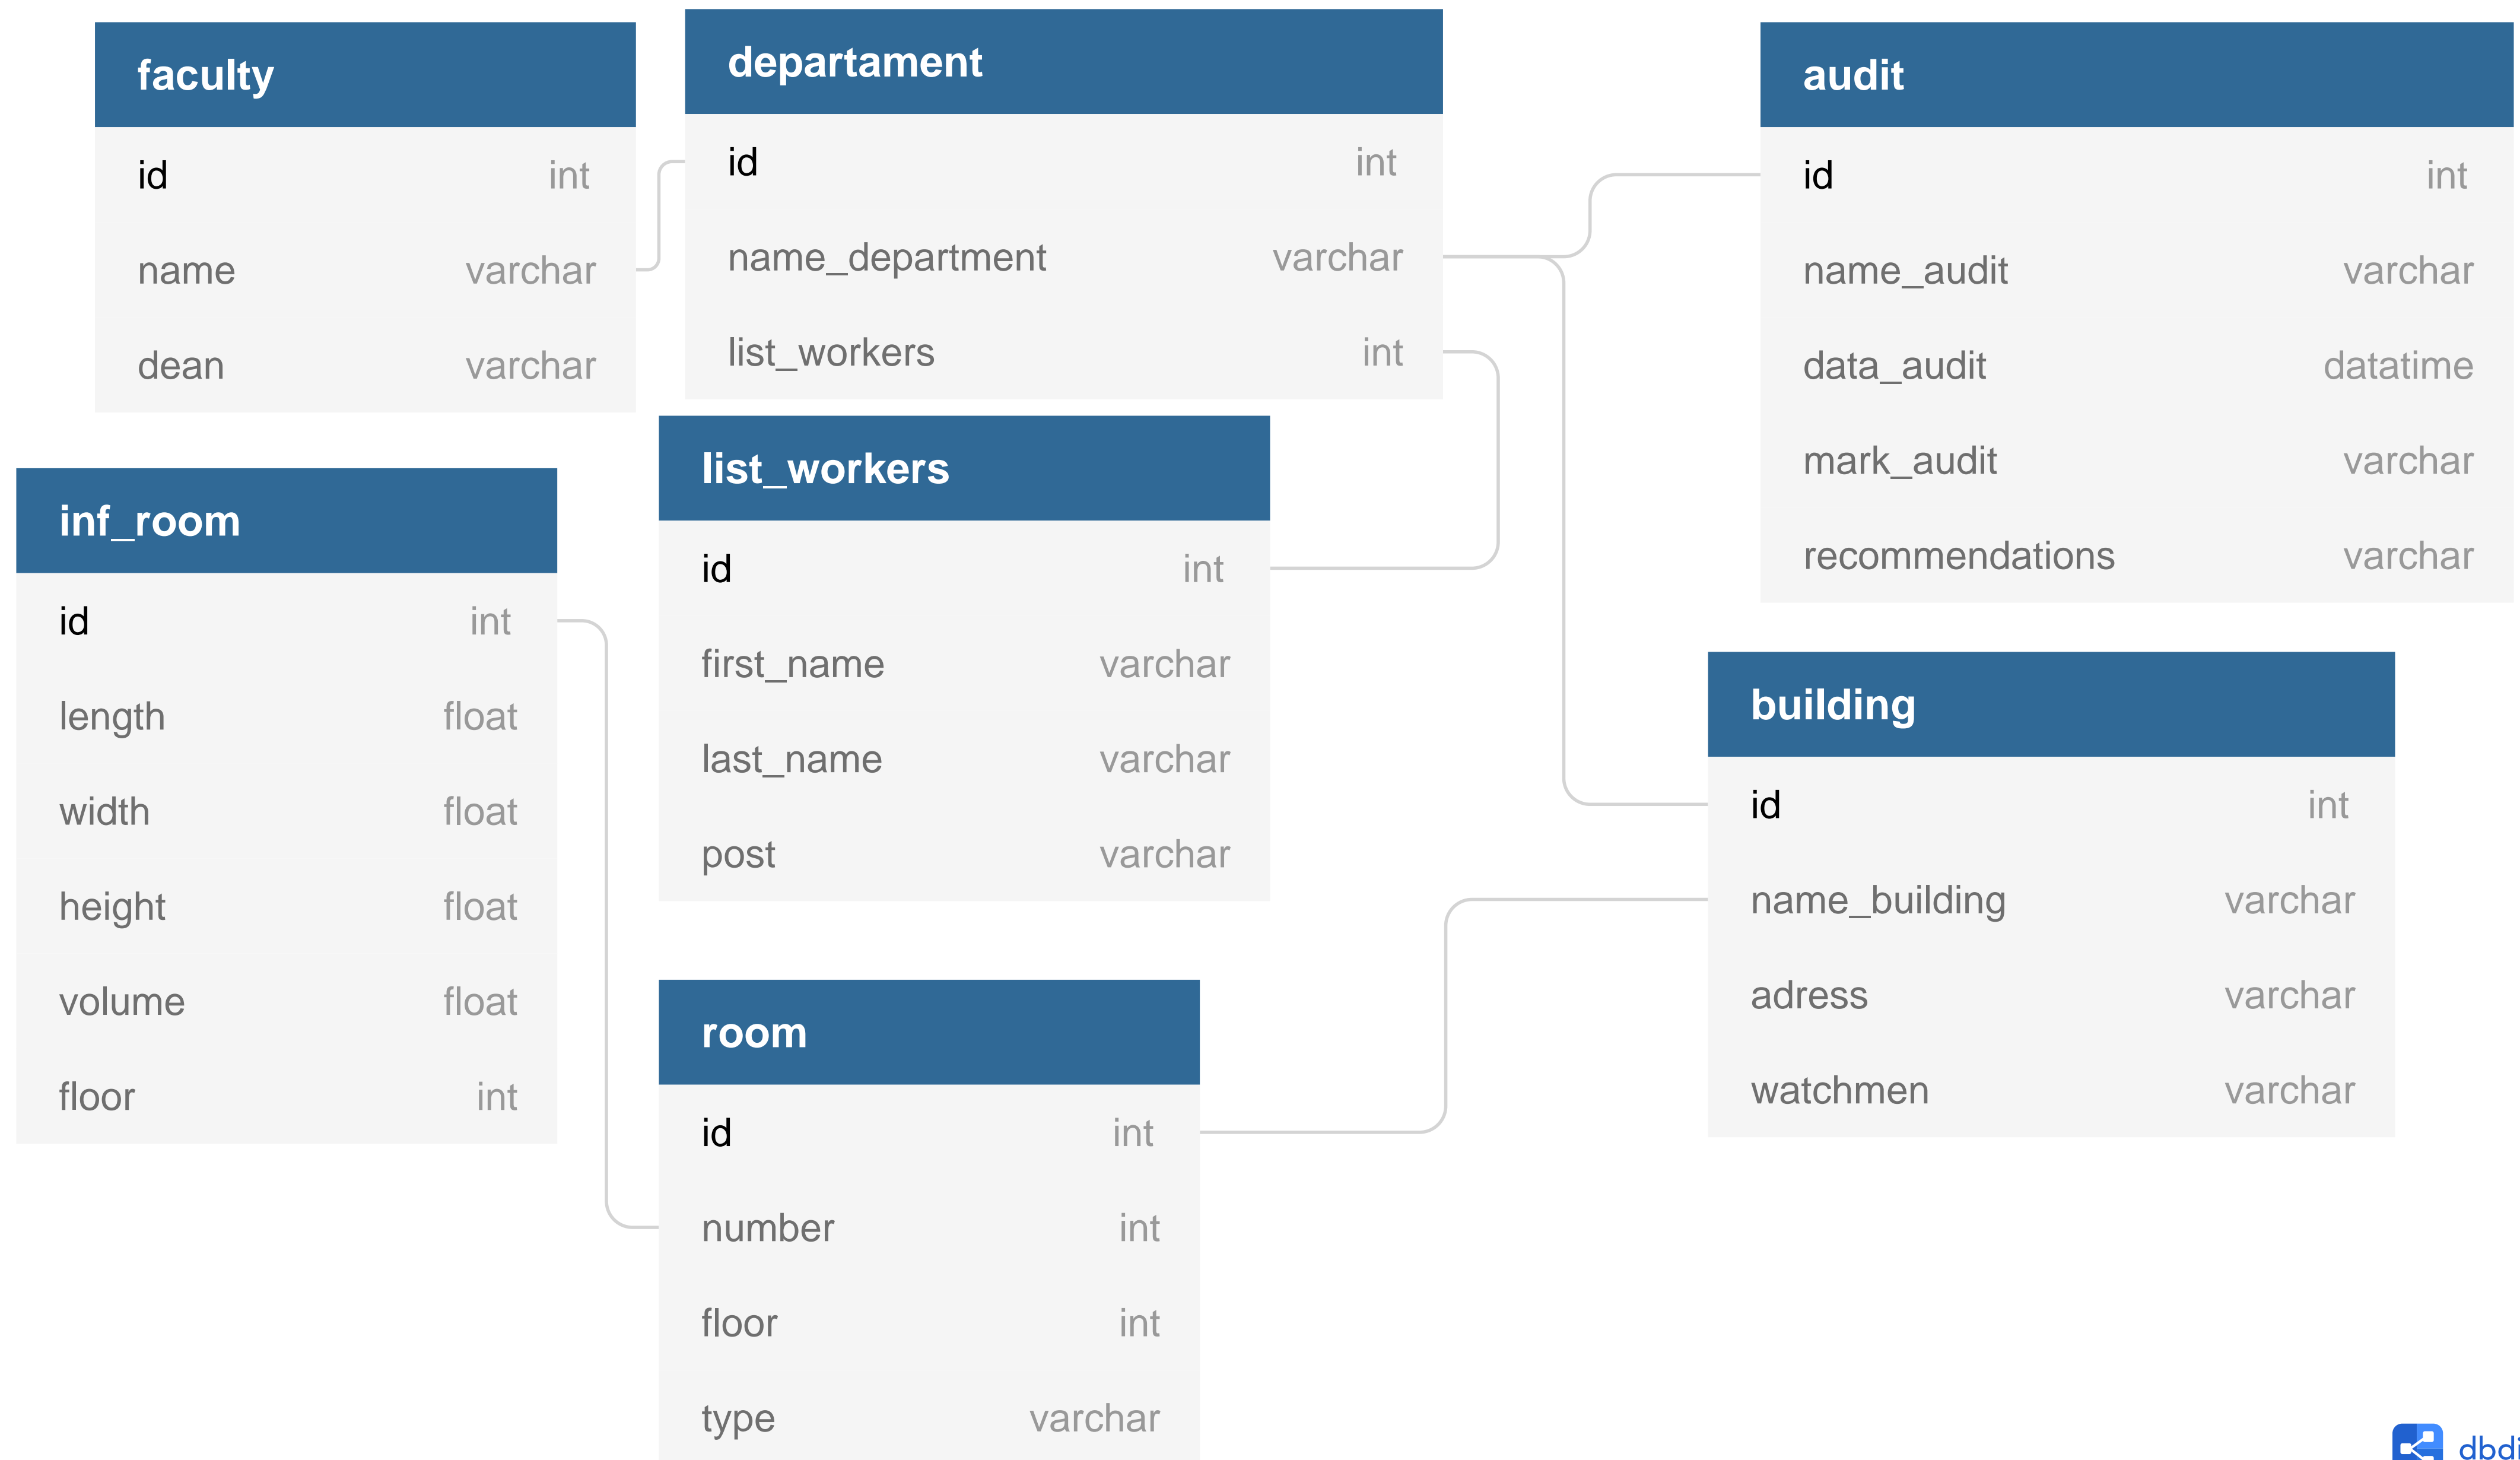 faculty
id int
name varchar
dean varchar
departament
id int
name_department varchar
list_workers int
audit
id int
name_audit varchar
data_audit datatime
mark_audit varchar
recommendations varchar
list_workers
id int
first_name varchar
last_name varchar
post varchar
inf_room
id int
length float
width float
height float
volume float
floor int
building
id int
name_building varchar
adress varchar
watchmen varchar
room
id int
number int
floor int
type varchar